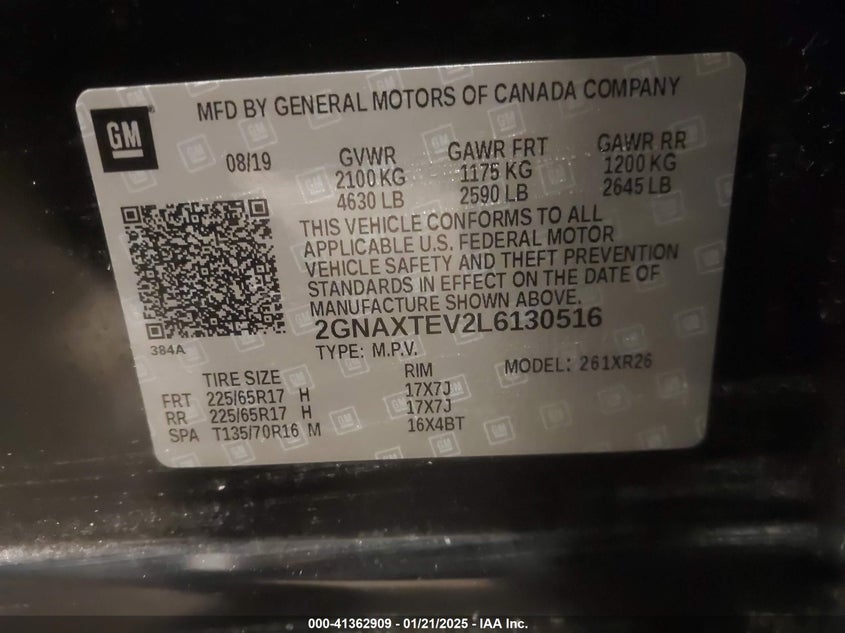 MFD BY GENERAL MOTORS OF CANADA COMPANY
GM
08/19
GVWR
2100 KG
4630 LB
GAWR FRT
1175 KG
2590 LB
GAWR RR
1200 KG
2645 LB
THIS VEHICLE CONFORMS TO ALL
APPLICABLE U.S. FEDERAL MOTOR
VEHICLE SAFETY AND THEFT PREVENTION
STANDARDS IN EFFECT ON THE DATE OF
MANUFACTURE SHOWN ABOVE.
2GNAXTEV2L6130516
384A
TYPE: M.P.V.
MODEL: 261XR26
TIRE SIZE RIM
FRT 225/65R17 H 17X7J
RR 225/65R17 H 17X7J
SPA T135/70R16 M 16X4BT
000-41362909 - 01/21/2025 - IAA Inc.